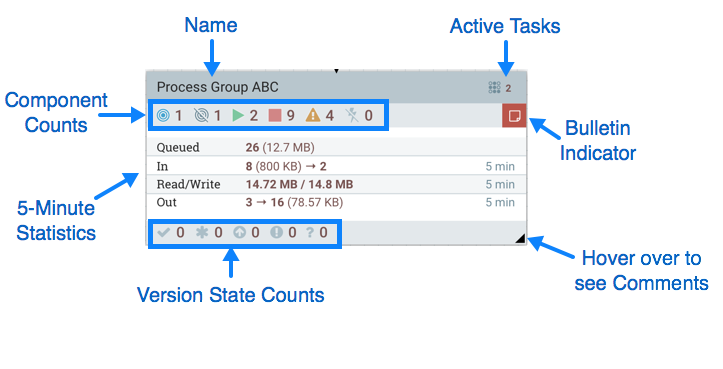 Name
Active Tasks
Process Group ABC
2
Component
Counts
1 1 2 9 4 0
Bulletin
Indicator
Queued 26 (12.7 MB)
In 8 (800 KB) → 2 5 min
Read/Write 14.72 MB / 14.8 MB 5 min
Out 3 → 16 (78.57 KB) 5 min
5-Minute
Statistics
0 0 0 0 ? 0
Hover over to
see Comments
Version State Counts